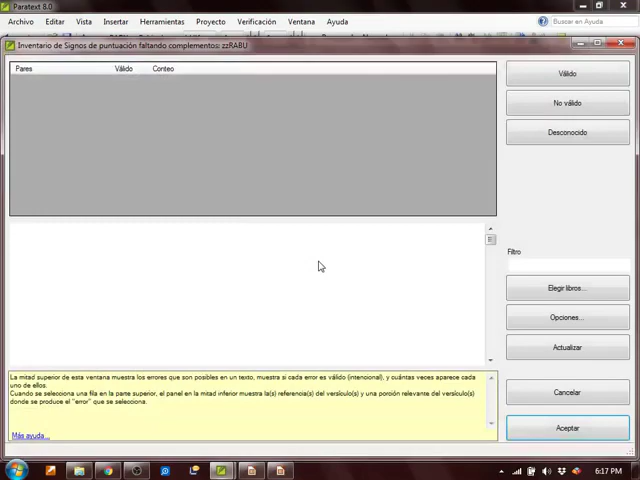 Paratext 8.0
Archivo Editar Vista Insertar Herramientas Proyecto Verificación Ventana Ayuda Buscar en Ayuda
Inventario de Signos de puntuación faltando complementos: zzRABU
Pares Válido Conteo
Válido
No válido
Desconocido
Filtro
Elegir libros...
Opciones...
Actualizar
La mitad superior de esta ventana muestra los errores que son posibles en un texto, muestra si cada error es válido (intencional), y cuántas veces aparece cada
uno de ellos.
Cuando se selecciona una fila en la parte superior, el panel en la mitad inferior muestra la(s) referencia(s) del versículo(s) y una porción relevante del versículo(s)
donde se produce el "error" que se selecciona.
Cancelar
Más ayuda...
Aceptar
6:17 PM